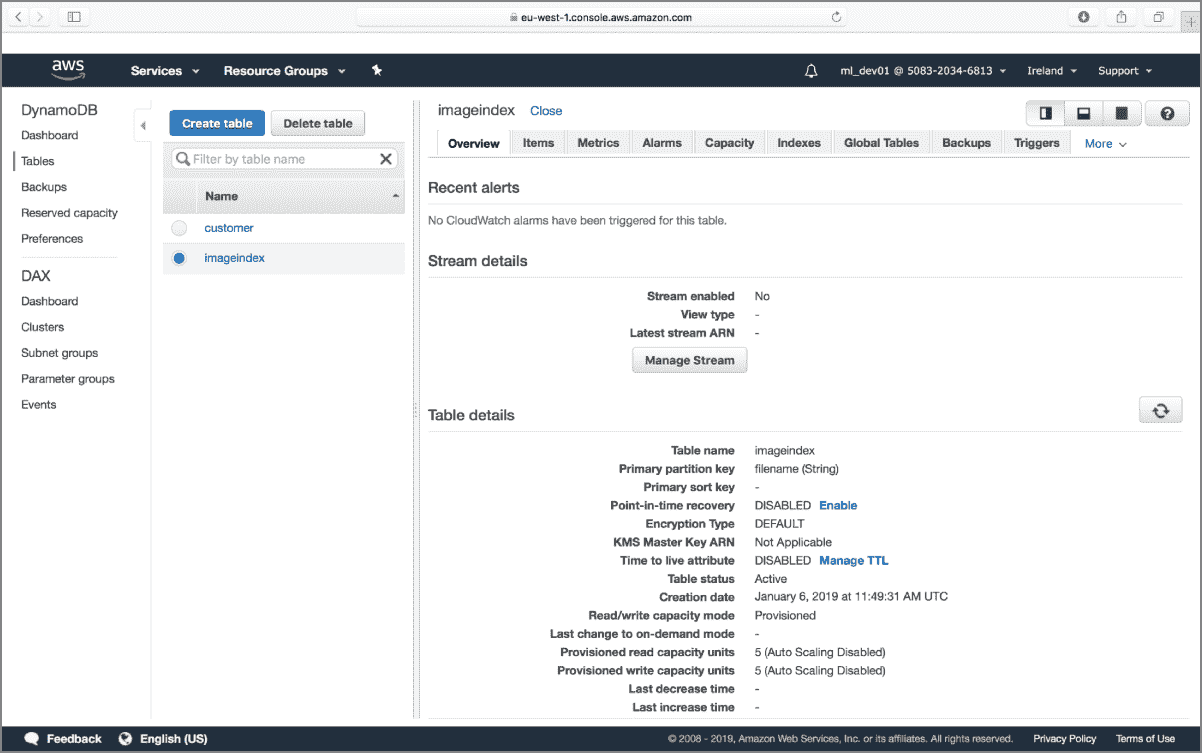 eu-west-1.console.aws.amazon.com
aws Services Resource Groups ml_dev01 @ 5083-2034-6813 Ireland Support
DynamoDB
Dashboard
Tables
Backups
Reserved capacity
Preferences
DAX
Dashboard
Clusters
Subnet groups
Parameter groups
Events
Create table Delete table
Filter by table name
Name
customer
imageindex
imageindex Close
Overview Items Metrics Alarms Capacity Indexes Global Tables Backups Triggers More
Recent alerts
No CloudWatch alarms have been triggered for this table.
Stream details
Stream enabled No
View type -
Latest stream ARN -
Manage Stream
Table details
Table name imageindex
Primary partition key filename (String)
Primary sort key -
Point-in-time recovery DISABLED Enable
Encryption Type DEFAULT
KMS Master Key ARN Not Applicable
Time to live attribute DISABLED Manage TTL
Table status Active
Creation date January 6, 2019 at 11:49:31 AM UTC
Read/write capacity mode Provisioned
Last change to on-demand mode -
Provisioned read capacity units 5 (Auto Scaling Disabled)
Provisioned write capacity units 5 (Auto Scaling Disabled)
Last decrease time -
Last increase time -
Feedback English (US) © 2008 - 2019, Amazon Web Services, Inc. or its affiliates. All rights reserved. Privacy Policy Terms of Use